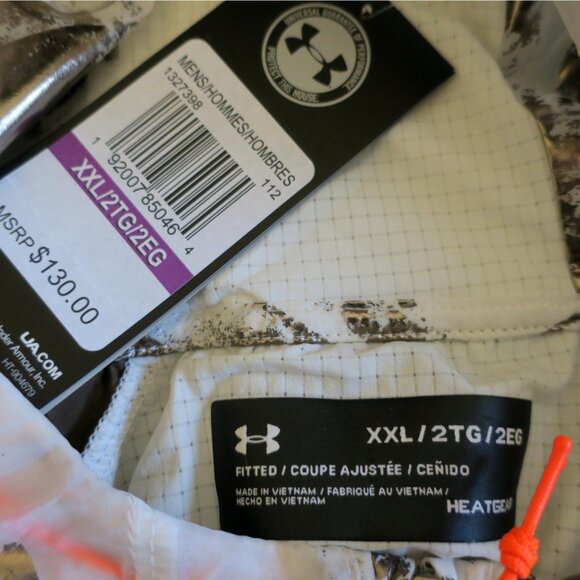 UNIVERSAL GUARANTEE OF PERFORMANCE
PROTECT THIS HOUSE.
MENS/HOMMES/HOMBRES
1327398
112
1 92007 85046 4
XXL/2TG/2EG
MSRP $130.00
UA.COM
Under Armour, Inc.
HT-904679
XXL/2TG/2EG
FITTED / COUPE AJUSTÉE / CEÑIDO
MADE IN VIETNAM / FABRIQUÉ AU VIETNAM /
HECHO EN VIETNAM
HEATGEAR